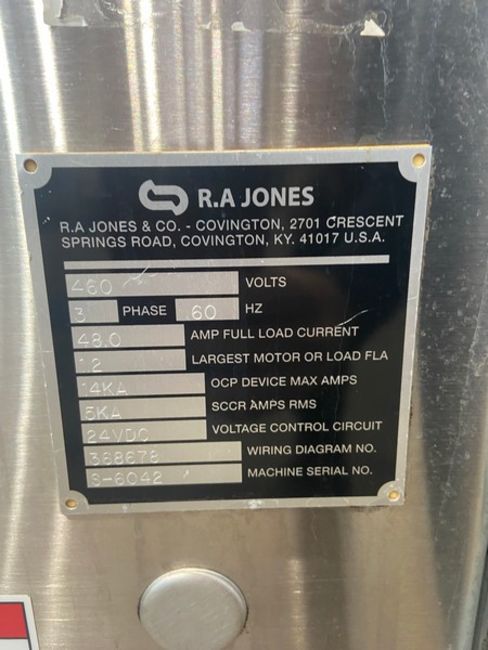 R.A JONES
R.A JONES & CO. - COVINGTON, 2701 CRESCENT
SPRINGS ROAD, COVINGTON, KY. 41017 U.S.A.
460 VOLTS
3 PHASE 60 HZ
48.0 AMP FULL LOAD CURRENT
12 LARGEST MOTOR OR LOAD FLA
14KA OCP DEVICE MAX AMPS
5KA SCCR AMPS RMS
24VDC VOLTAGE CONTROL CIRCUIT
368678 WIRING DIAGRAM NO.
S-6042 MACHINE SERIAL NO.